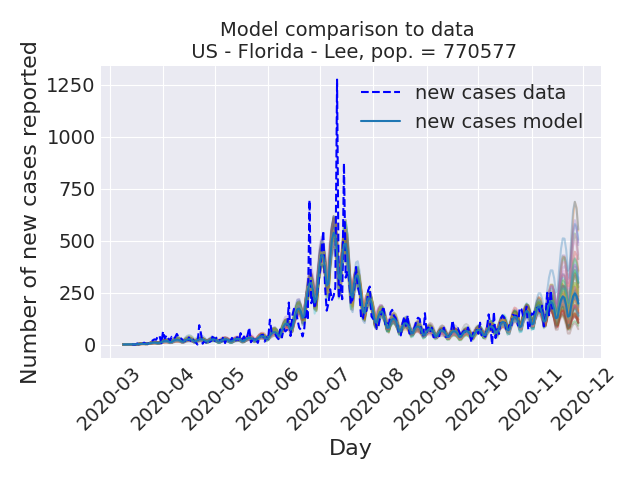 Model comparison to data
US - Florida - Lee, pop. = 770577
Number of new cases reported
1250
1000
750
500
250
0
new cases data
new cases model
2020-03
2020-04
2020-05
2020-06
2020-07
2020-08
2020-09
2020-10
2020-11
2020-12
Day